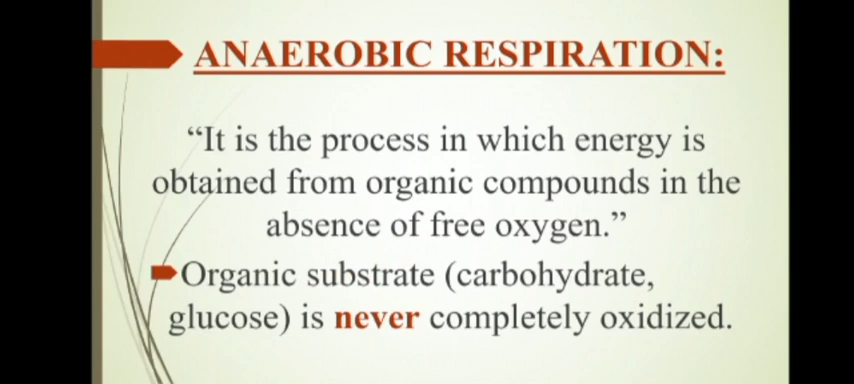 ANAEROBIC RESPIRATION:
“It is the process in which energy is
obtained from organic compounds in the
absence of free oxygen.”
Organic substrate (carbohydrate,
glucose) is never completely oxidized.